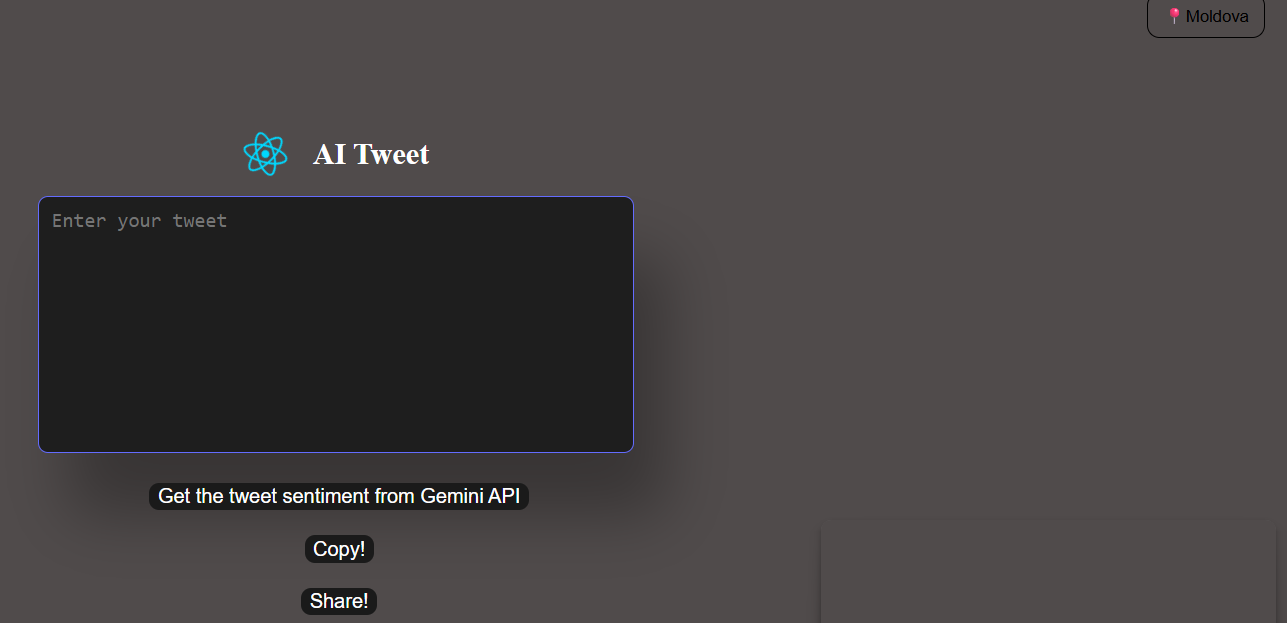 📍Moldova
AI Tweet
Enter your tweet
Get the tweet sentiment from Gemini API
Copy!
Share!